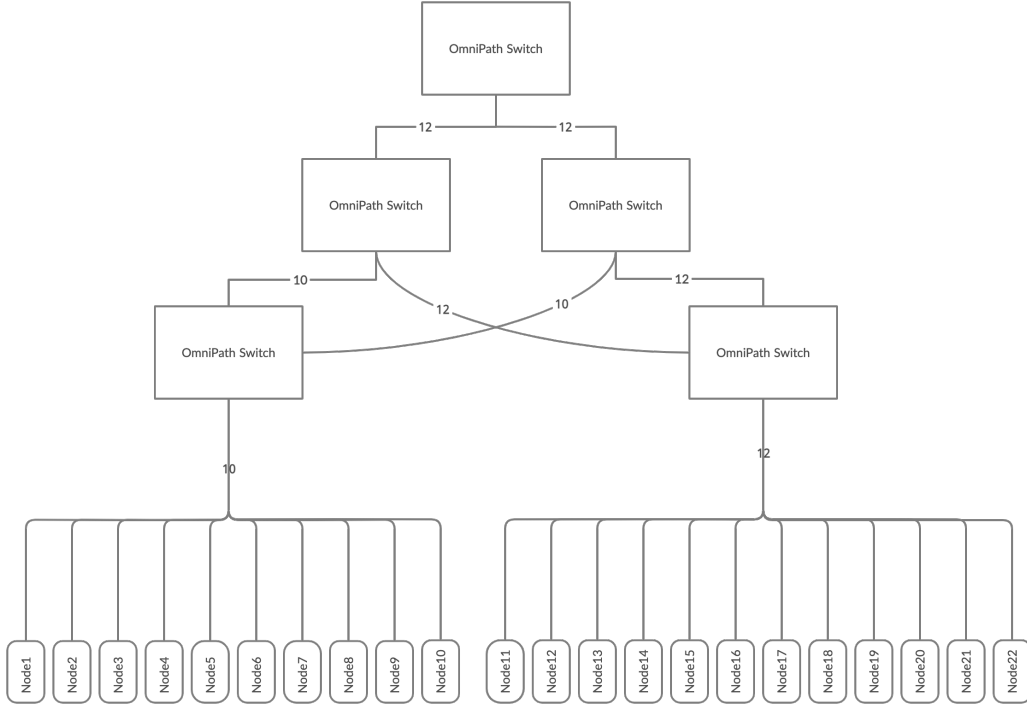 OmniPath Switch
12
12
OmniPath Switch
OmniPath Switch
10
12
12
10
OmniPath Switch
OmniPath Switch
10
12
Node1
Node2
Node3
Node4
Node5
Node6
Node7
Node8
Node9
Node10
Node11
Node12
Node13
Node14
Node15
Node16
Node17
Node18
Node19
Node20
Node21
Node22